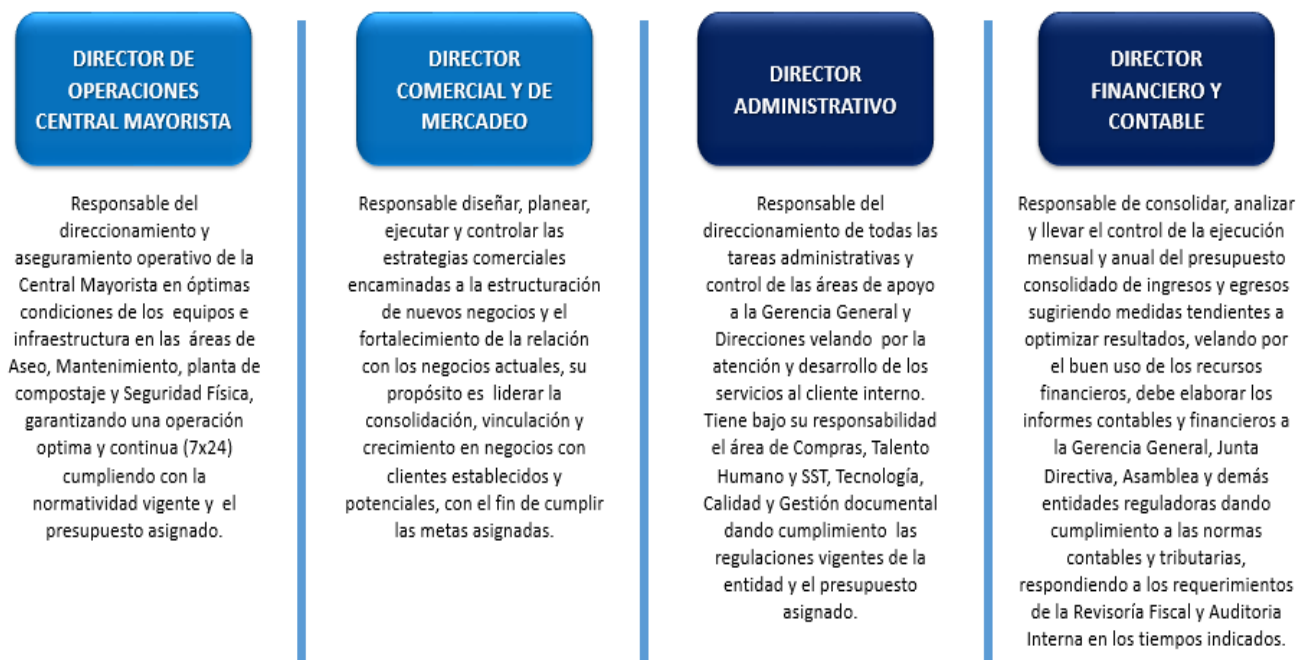 DIRECTOR DE
OPERACIONES
CENTRAL MAYORISTA
Responsable del
direccionamiento y
aseguramiento operativo de la
Central Mayorista en óptimas
condiciones de los equipos e
infraestructura en las áreas de
Aseo, Mantenimiento, planta de
compostaje y Seguridad Física,
garantizando una operación
optima y continua (7x24)
cumpliendo con la
normatividad vigente y el
presupuesto asignado.
DIRECTOR
COMERCIAL Y DE
MERCADEO
Responsable diseñar, planear,
ejecutar y controlar las
estrategias comerciales
encaminadas a la estructuración
de nuevos negocios y el
fortalecimiento de la relación
con los negocios actuales, su
propósito es liderar la
consolidación, vinculación y
crecimiento en negocios con
clientes establecidos y
potenciales, con el fin de cumplir
las metas asignadas.
DIRECTOR
ADMINISTRATIVO
Responsable del
direccionamiento de todas las
tareas administrativas y
control de las áreas de apoyo
a la Gerencia General y
Direcciones velando por la
atención y desarrollo de los
servicios al cliente interno.
Tiene bajo su responsabilidad
el área de Compras, Talento
Humano y SST, Tecnología,
Calidad y Gestión documental
dando cumplimiento las
regulaciones vigentes de la
entidad y el presupuesto
asignado.
DIRECTOR
FINANCIERO Y
CONTABLE
Responsable de consolidar, analizar
y llevar el control de la ejecución
mensual y anual del presupuesto
consolidado de ingresos y egresos
sugiriendo medidas tendientes a
optimizar resultados, velando por
el buen uso de los recursos
financieros, debe elaborar los
informes contables y financieros a
la Gerencia General, Junta
Directiva, Asamblea y demás
entidades reguladoras dando
cumplimiento a las normas
contables y tributarias,
respondiendo a los requerimientos
de la Revisoría Fiscal y Auditoria
Interna en los tiempos indicados.